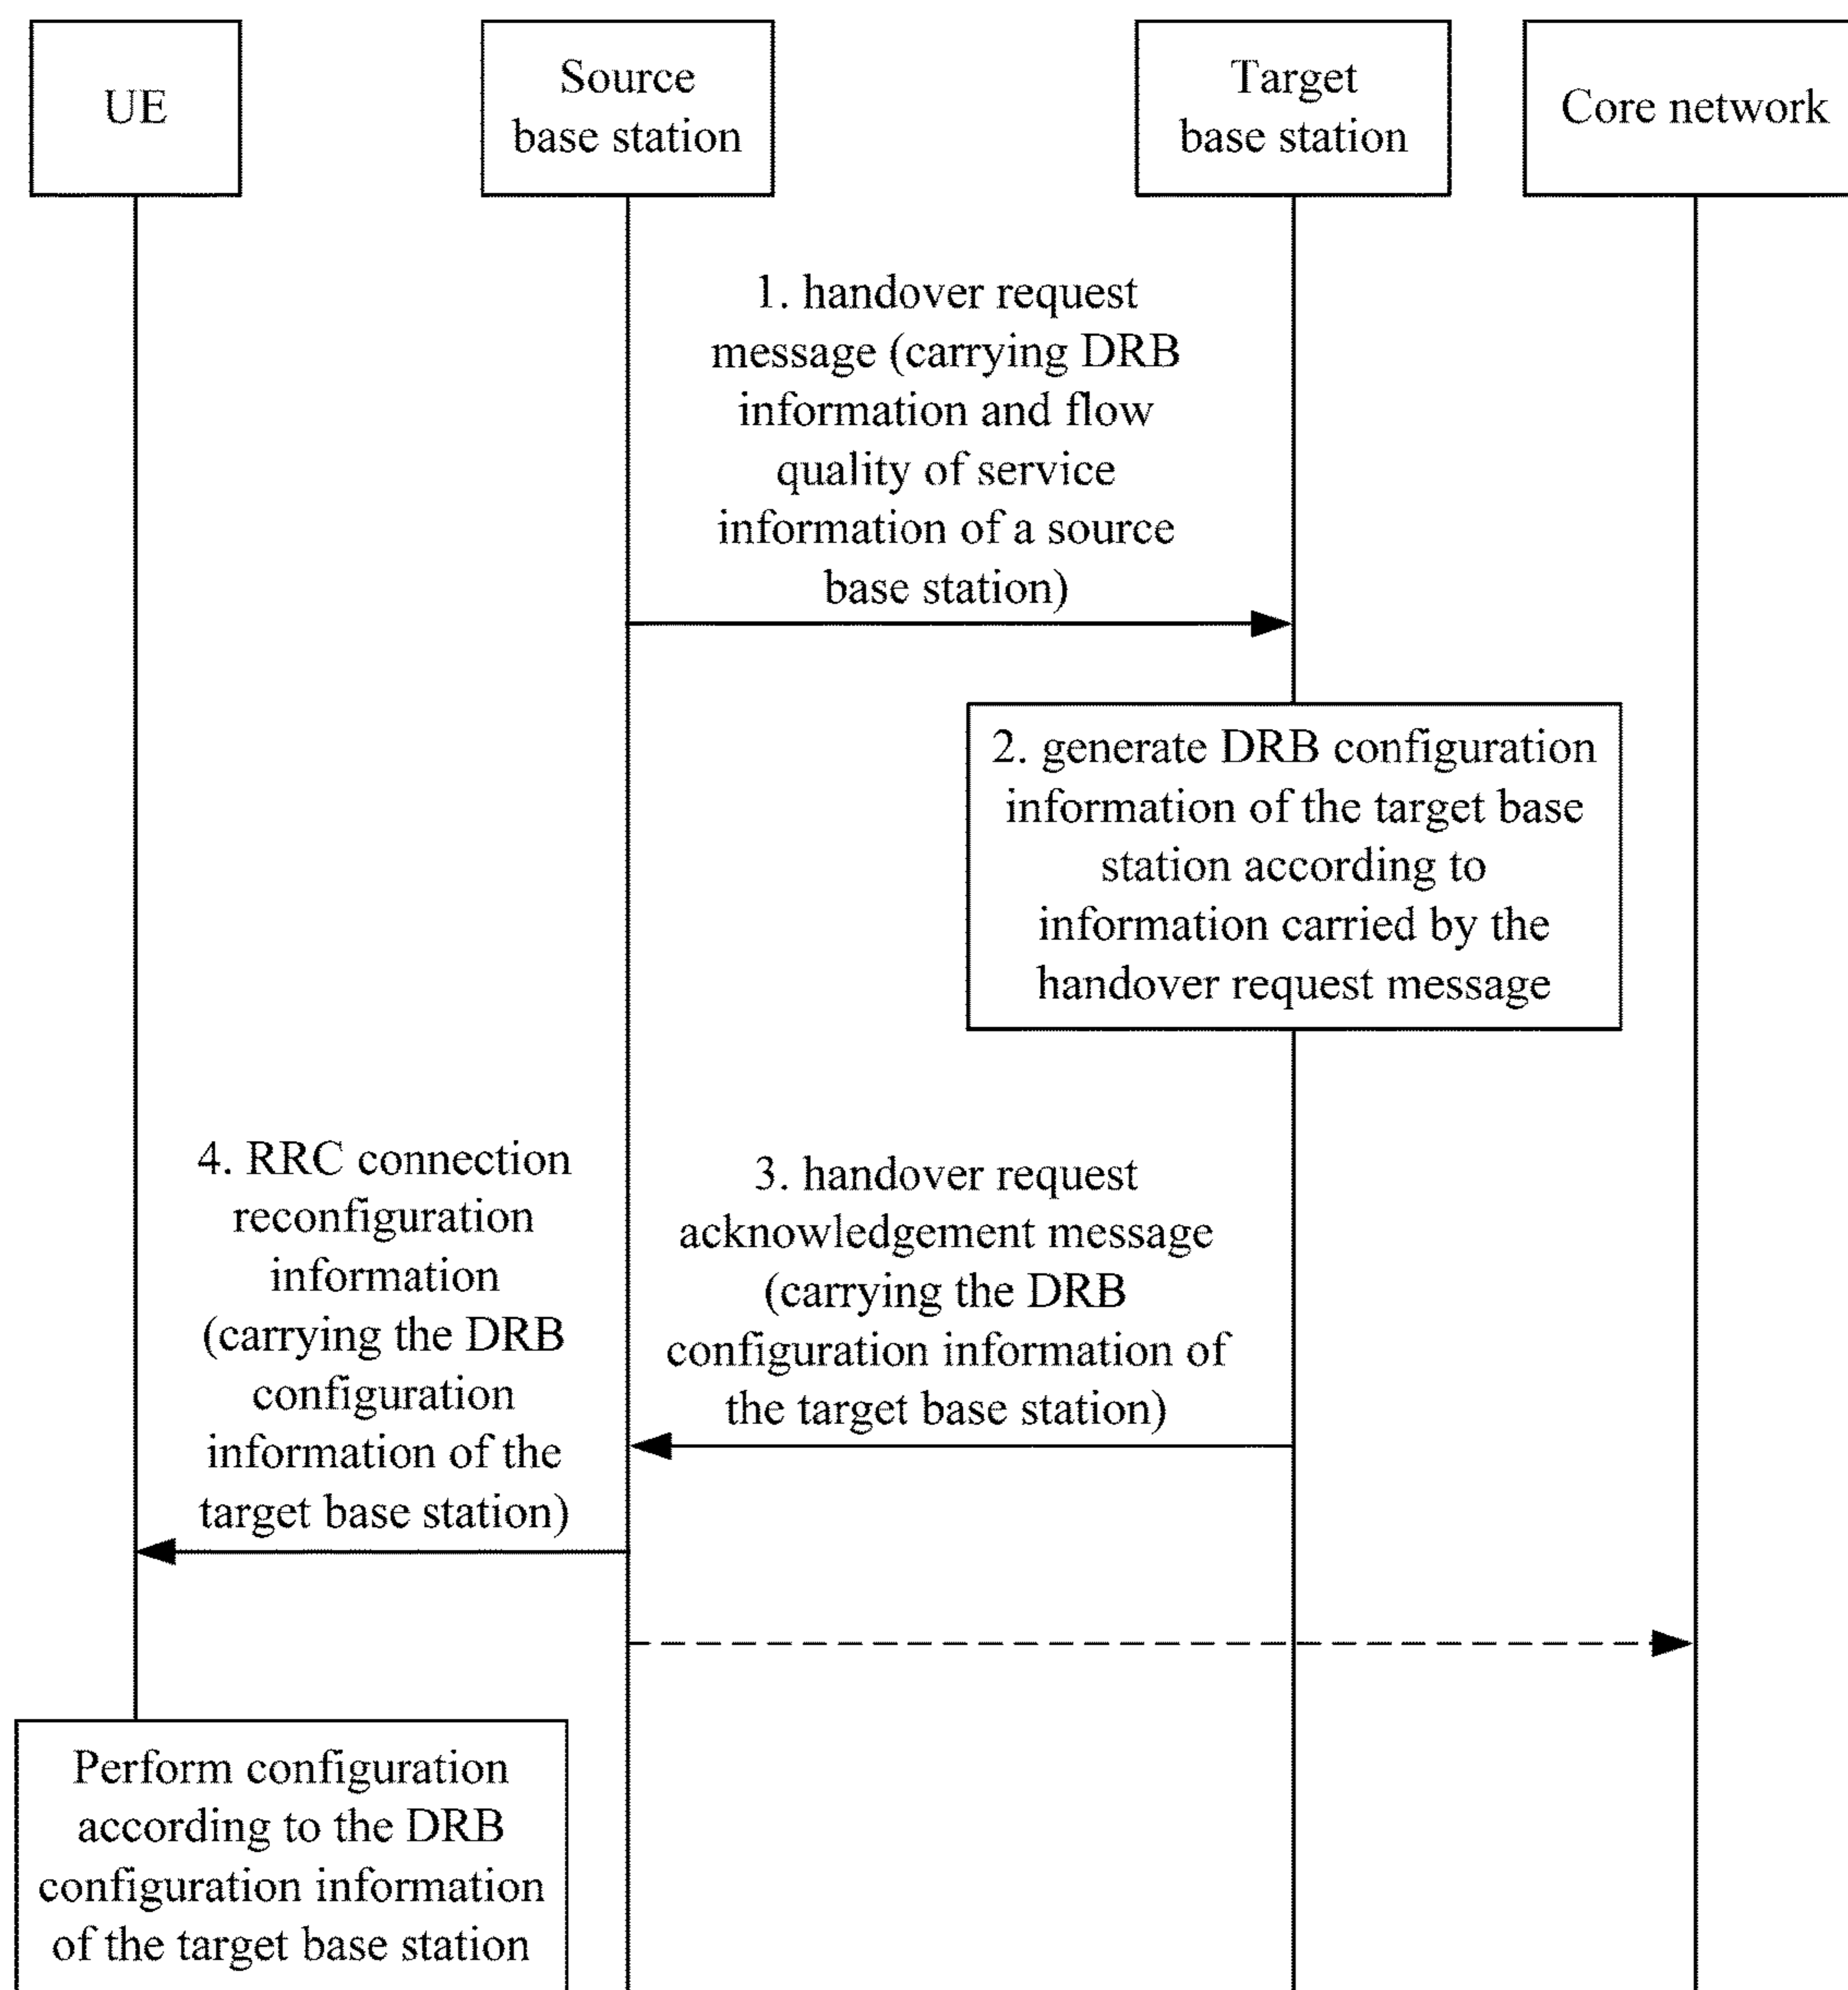 UE
Source
base station
Target
base station
Core network
1. handover request
message (carrying DRB
information and flow
quality of service
information of a source
base station)
2. generate DRB configuration
information of the target base
station according to
information carried by the
handover request message
4. RRC connection
reconfiguration
information
(carrying the DRB
configuration
information of the
target base station)
3. handover request
acknowledgement message
(carrying the DRB
configuration information of
the target base station)
Perform configuration
according to the DRB
configuration information
of the target base station